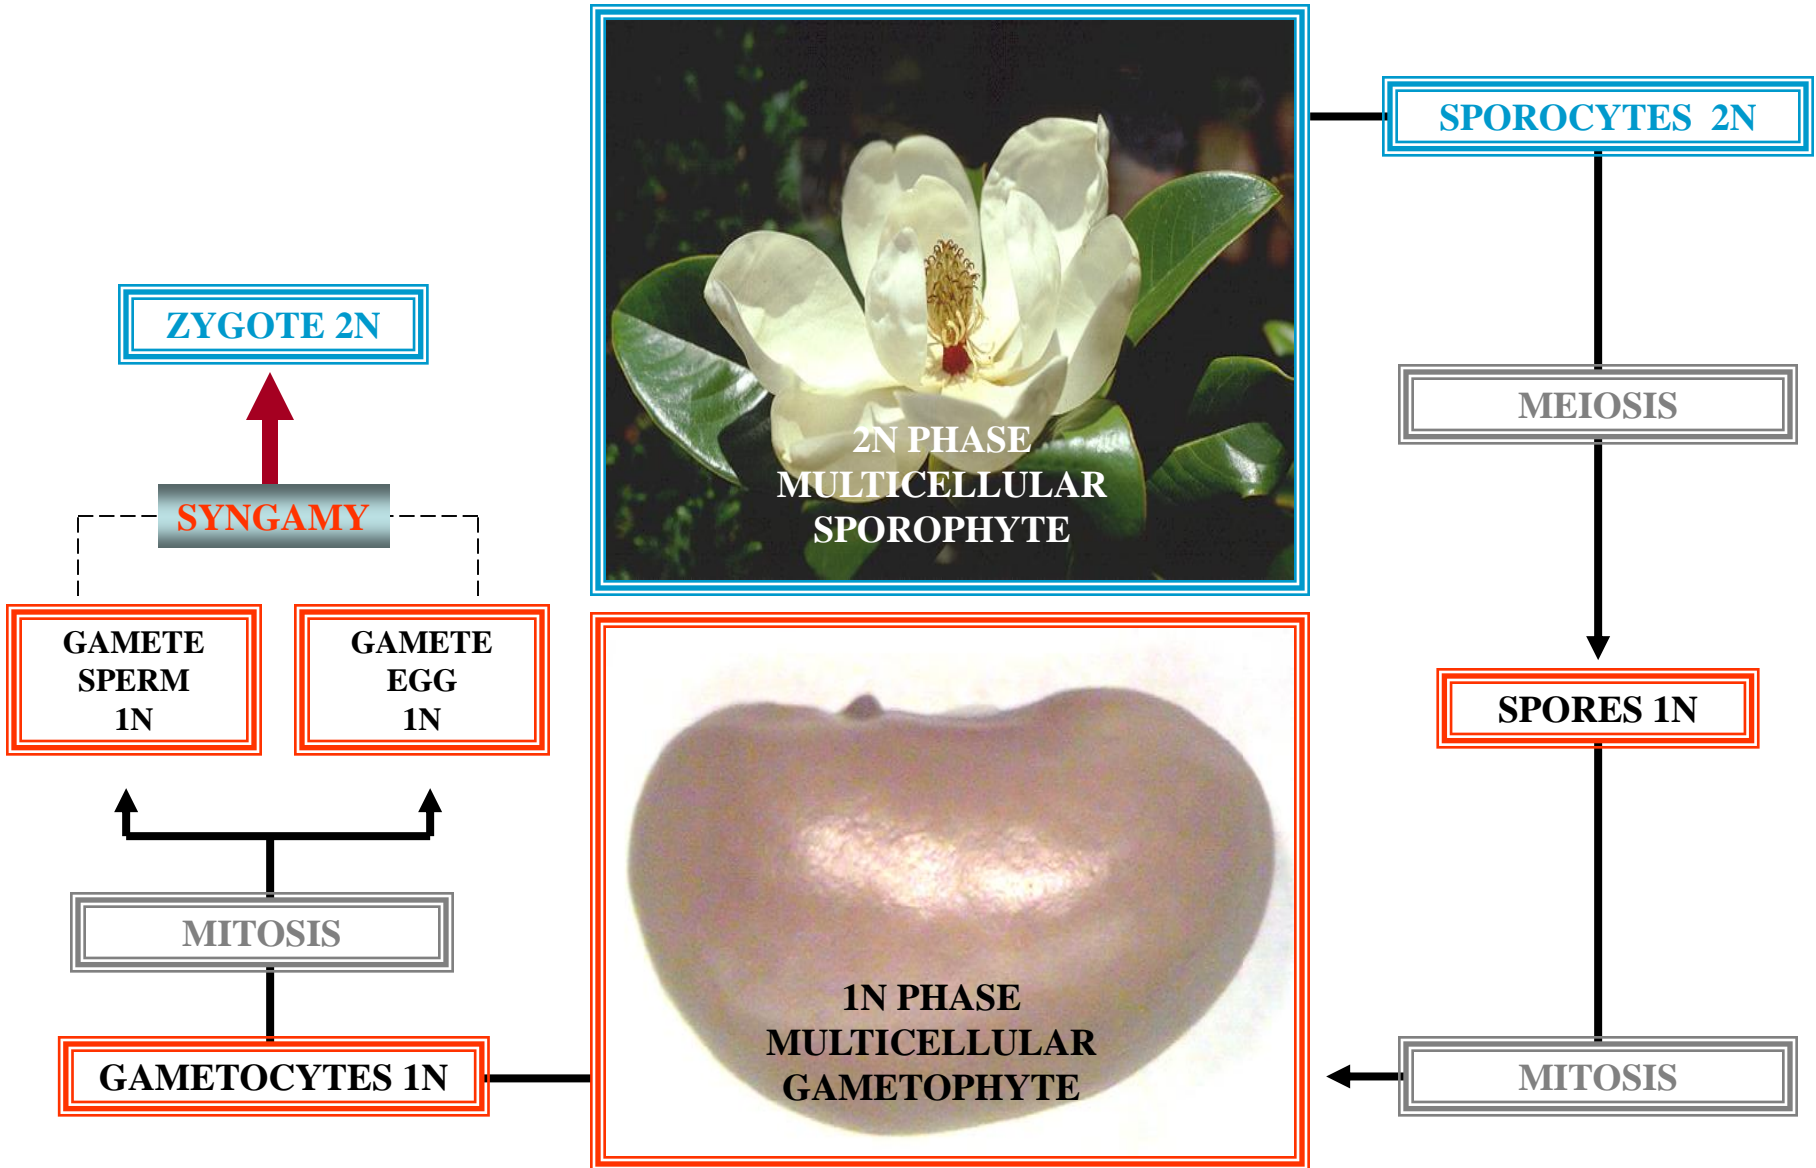 SPOROCYTES 2N
ZYGOTE 2N
MEIOSIS
2N PHASE
MULTICELLULAR
SPOROPHYTE
SYNGAMY
GAMETE
SPERM
1N
GAMETE
EGG
1N
SPORES 1N
MITOSIS
1N PHASE
MULTICELLULAR
GAMETOPHYTE
GAMETOCYTES 1N
MITOSIS